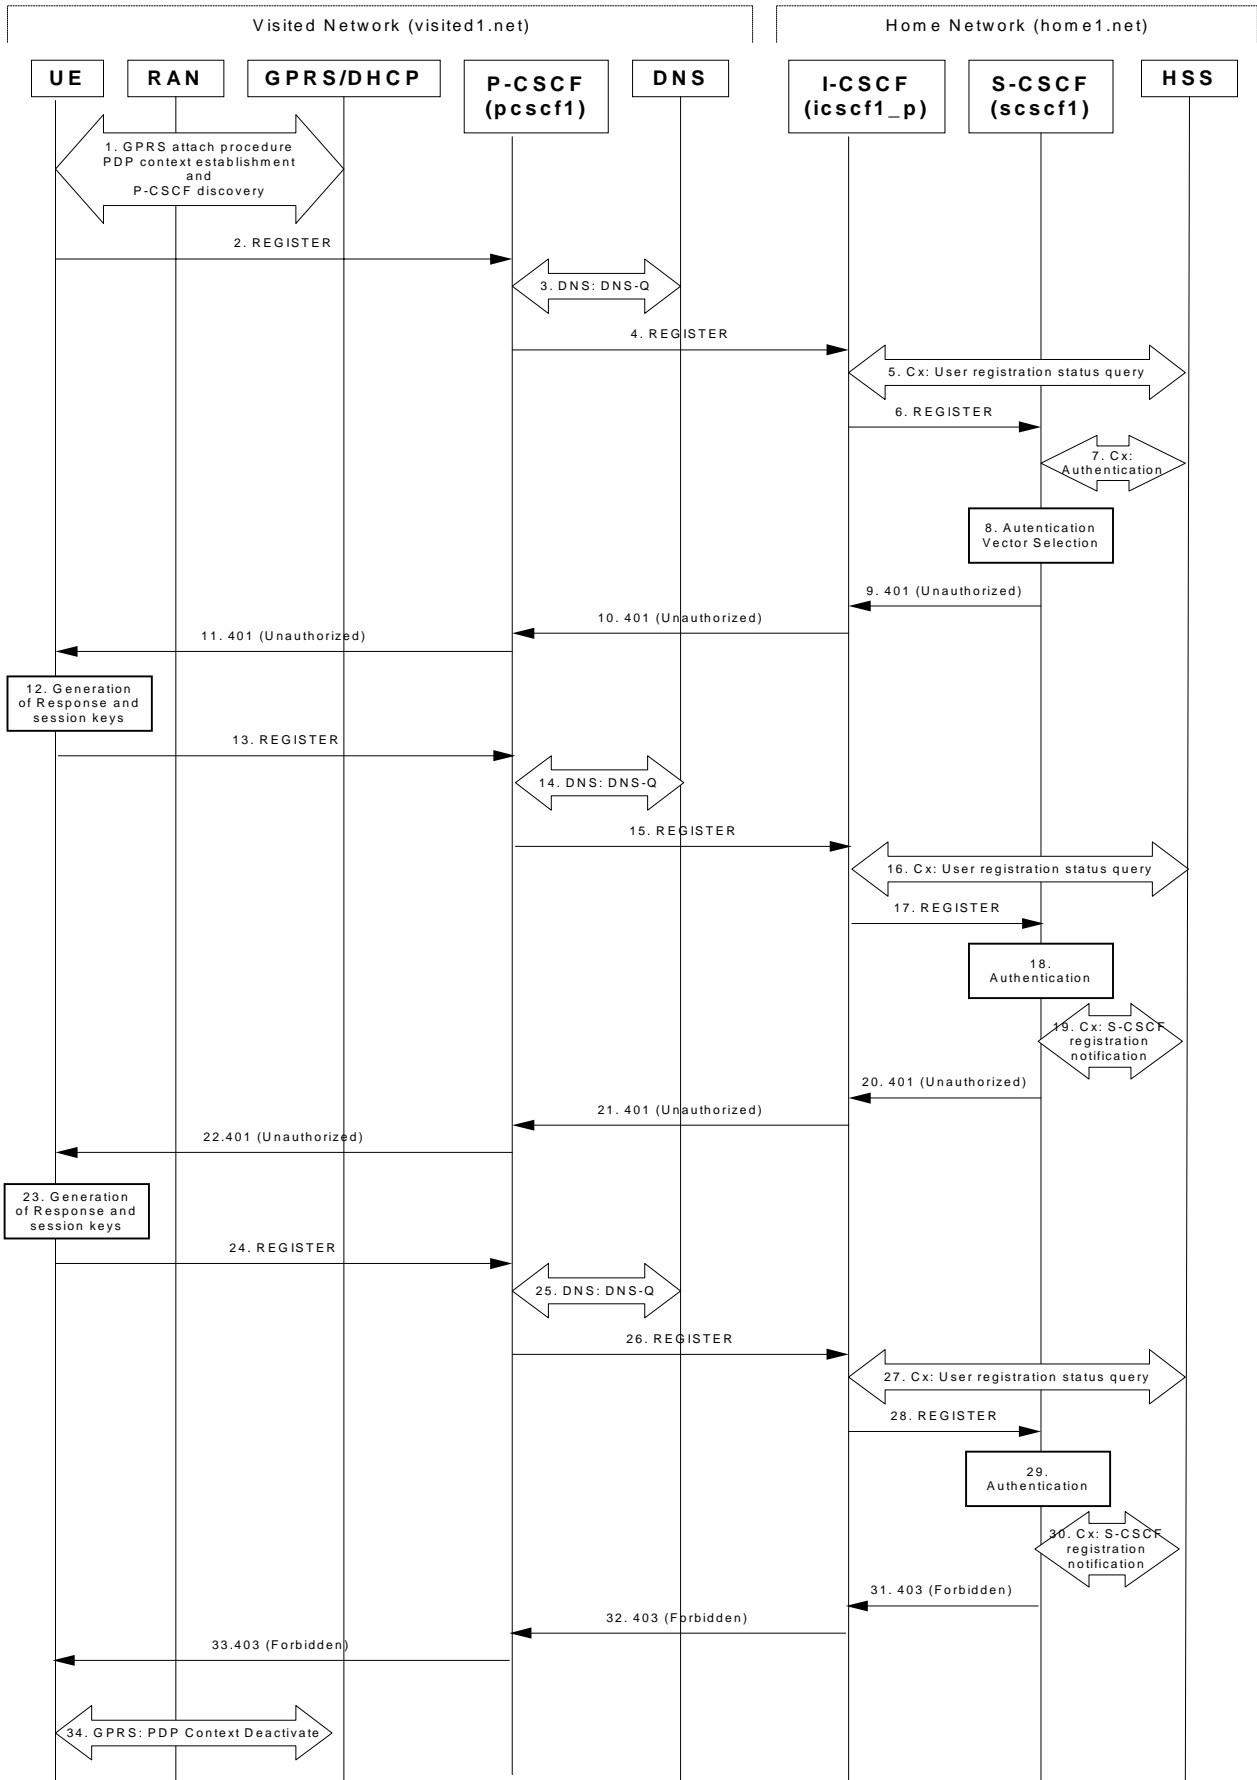 Visited Network (visited1.net)
Home Network (home1.net)
UE
RAN
GPRS/DHCP
P-CSCF
(pcscf1)
DNS
I-CSCF
(icscf1_p)
S-CSCF
(scscf1)
HSS
1. GPRS attach procedure
PDP context establishment
and
P-CSCF discovery
2. REGISTER
3. DNS: DNS-Q
4. REGISTER
5. Cx: User registration status query
6. REGISTER
7. Cx:
Authentication
8. Autentication
Vector Selection
9. 401 (Unauthorized)
10. 401 (Unauthorized)
11. 401 (Unauthorized)
12. Generation
of Response and
session keys
13. REGISTER
14. DNS: DNS-Q
15. REGISTER
16. Cx: User registration status query
17. REGISTER
18.
Authentication
19. Cx: S-CSCF
registration
notification
20. 401 (Unauthorized)
21. 401 (Unauthorized)
22.401 (Unauthorized)
23. Generation
of Response and
session keys
24. REGISTER
25. DNS: DNS-Q
26. REGISTER
27. Cx: User registration status query
28. REGISTER
29.
Authentication
30. Cx: S-CSCF
registration
notification
31. 403 (Forbidden)
32. 403 (Forbidden)
33.403 (Forbidden)
34. GPRS: PDP Context Deactivate